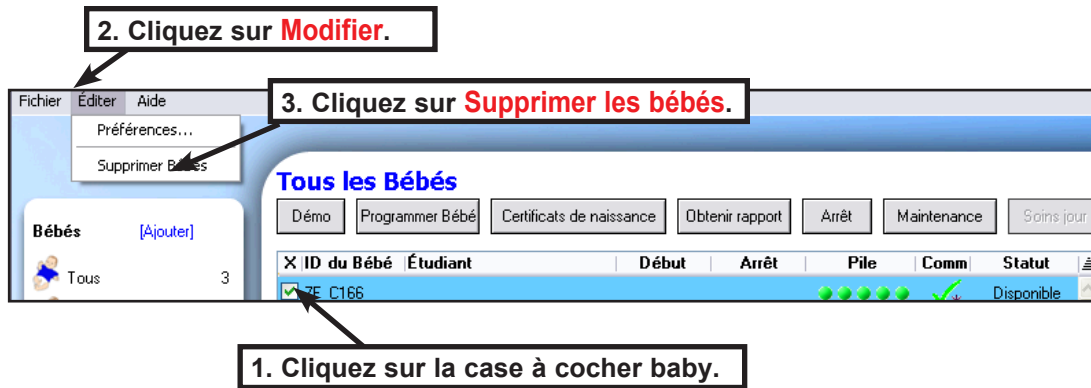 2. Cliquez sur Modifier.
Fichier Éditer Aide
3. Cliquez sur Supprimer les bébés.
Préférences...
Supprimer Bébés
Tous les Bébés
Démo Programmer Bébé Certificats de naissance Obtenir rapport Arrêt Maintenance Soins jour
Bébés [Ajouter]
X ID du Bébé Étudiant Début Arrêt Pile Comm Statut
Tous 3
7E C166 Disponible
1. Cliquez sur la case à cocher baby.